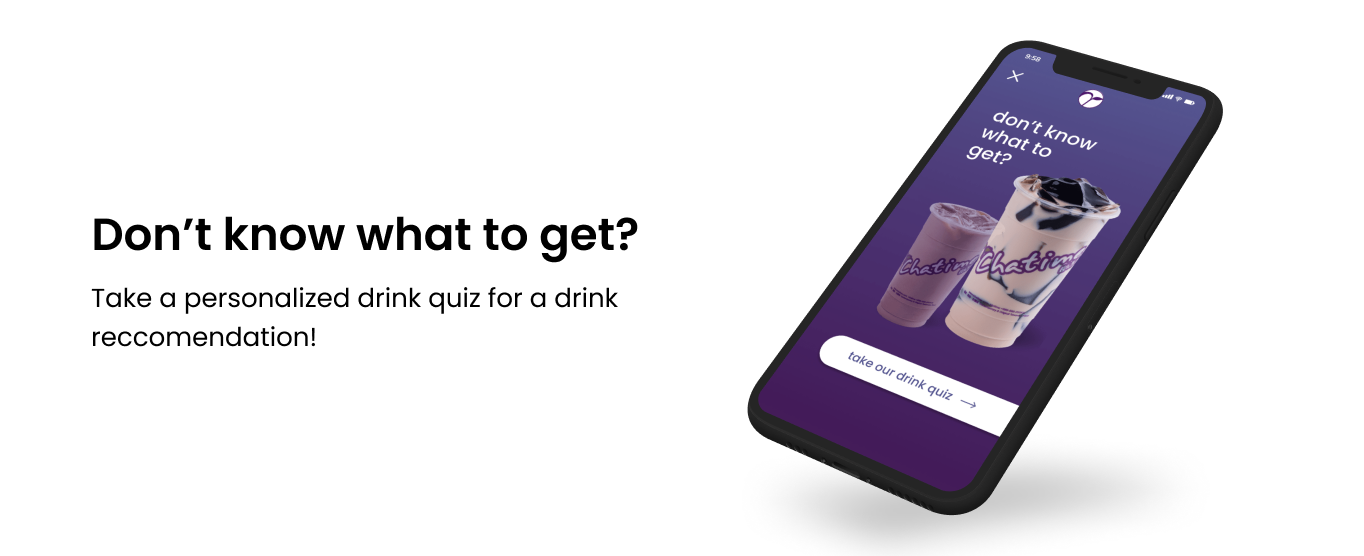 Don’t know what to get?
Take a personalized drink quiz for a drink
reccomendation!
9:58
don’t know
what to
get?
Chatime
Chatime
take our drink quiz →